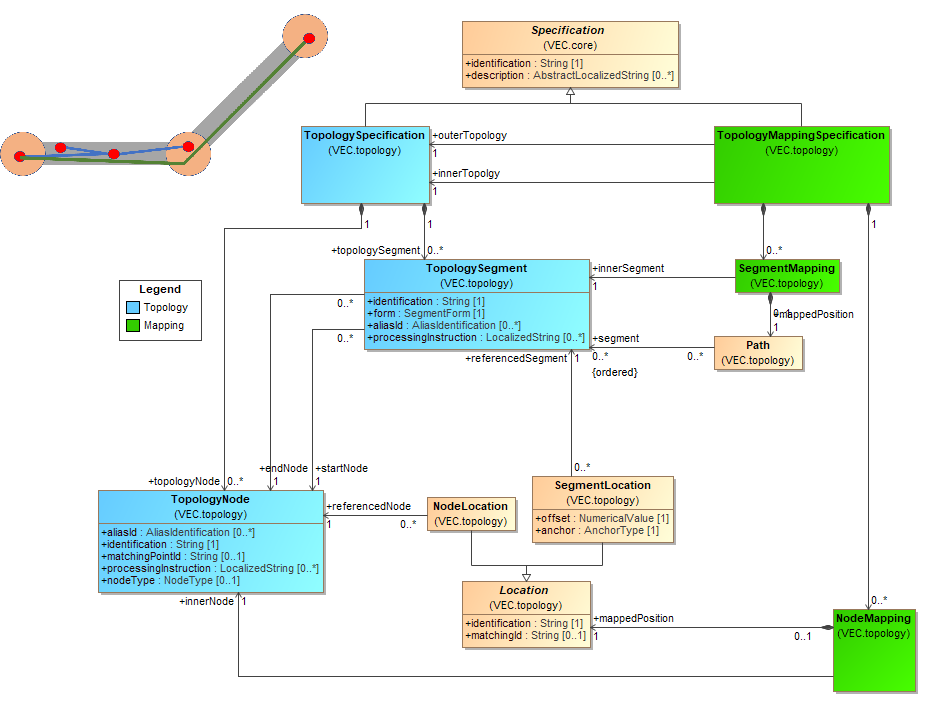 Specification
(VEC.core)
+identification : String [1]
+description : AbstractLocalizedString [0..*]
TopologySpecification
(VEC.topology)
+outerTopology
1
+innerTopolgy
1
TopologyMappingSpecification
(VEC.topology)
1
1
1
+topologySegment
0..*
0..*
TopologySegment
(VEC.topology)
+identification : String [1]
+form : SegmentForm [1]
+aliasId : AliasIdentification [0..*]
+processingInstruction : LocalizedString [0..*]
+innerSegment
1
SegmentMapping
(VEC.topology)
Legend
Topology
Mapping
0..*
0..*
+mappedPosition
1
+segment
0..*
{ordered}
0..*
Path
(VEC.topology)
+referencedSegment
1
0..*
+topologyNode
0..*
+endNode
1
+startNode
1
TopologyNode
(VEC.topology)
+aliasId : AliasIdentification [0..*]
+identification : String [1]
+matchingPointId : String [0..1]
+processingInstruction : LocalizedString [0..*]
+nodeType : NodeType [0..1]
+referencedNode
1
0..*
NodeLocation
(VEC.topology)
SegmentLocation
(VEC.topology)
+offset : NumericalValue [1]
+anchor : AnchorType [1]
+innerNode
1
Location
(VEC.topology)
+identification : String [1]
+matchingId : String [0..1]
+mappedPosition
1
0..1
0..*
NodeMapping
(VEC.topology)